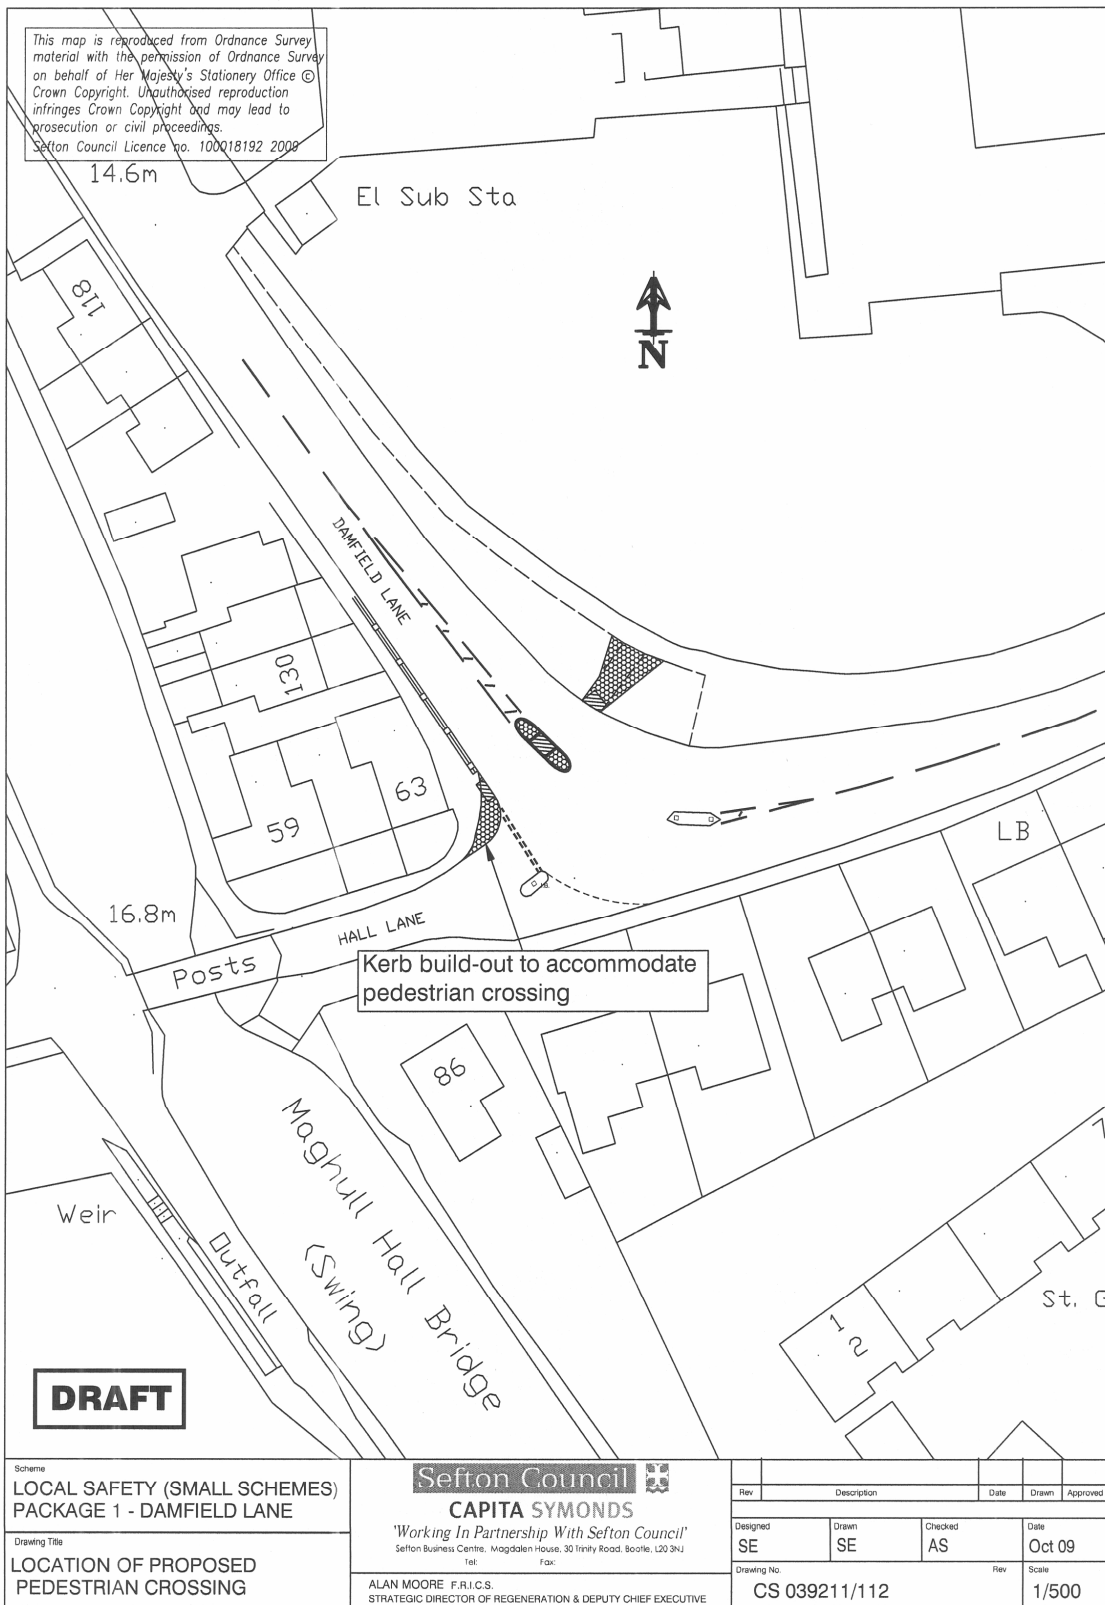 This map is reproduced from Ordnance Survey
material with the permission of Ordnance Survey
on behalf of Her Majesty's Stationery Office ©
Crown Copyright. Unauthorised reproduction
infringes Crown Copyright and may lead to
prosecution or civil proceedings.
Sefton Council Licence no. 100018192 2009
14.6m
El Sub Sta
118
N
DAMFIELD LANE
130
63
59
LB
16.8m
HALL LANE
Posts
Kerb build-out to accommodate
pedestrian crossing
86
Maghull Hall Bridge
(Swing)
Weir
Outfall
7
St. G
1
2
DRAFT
Scheme
LOCAL SAFETY (SMALL SCHEMES)
PACKAGE 1 - DAMFIELD LANE
Drawing Title
LOCATION OF PROPOSED
PEDESTRIAN CROSSING
Sefton Council
CAPITA SYMONDS
'Working In Partnership With Sefton Council'
Sefton Business Centre, Magdalen House, 30 Trinity Road, Bootle, L20 3NJ
Tel: Fax:
ALAN MOORE F.R.I.C.S.
STRATEGIC DIRECTOR OF REGENERATION & DEPUTY CHIEF EXECUTIVE
Rev Description Date Drawn Approved
Designed Drawn Checked Date
SE SE AS Oct 09
Drawing No. Rev Scale
CS 039211/112 1/500